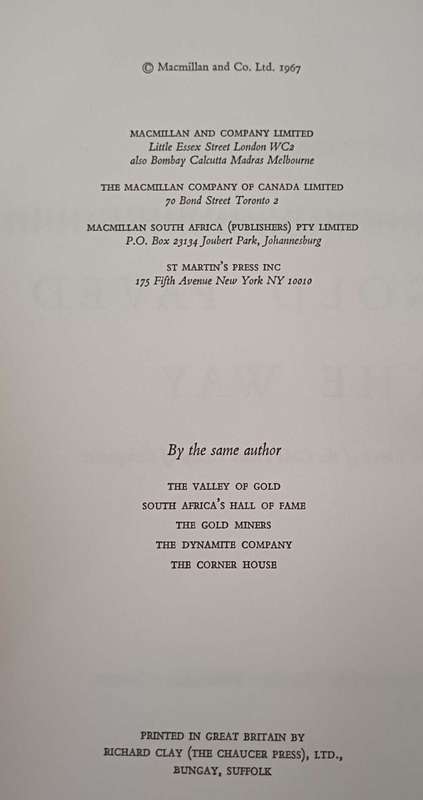 © Macmillan and Co. Ltd. 1967
MACMILLAN AND COMPANY LIMITED
Little Essex Street London WC2
also Bombay Calcutta Madras Melbourne
THE MACMILLAN COMPANY OF CANADA LIMITED
70 Bond Street Toronto 2
MACMILLAN SOUTH AFRICA (PUBLISHERS) PTY LIMITED
P.O. Box 23134 Joubert Park, Johannesburg
ST MARTIN'S PRESS INC
175 Fifth Avenue New York NY 10010
By the same author
THE VALLEY OF GOLD
SOUTH AFRICA'S HALL OF FAME
THE GOLD MINERS
THE DYNAMITE COMPANY
THE CORNER HOUSE
PRINTED IN GREAT BRITAIN BY
RICHARD CLAY (THE CHAUCER PRESS), LTD.,
BUNGAY, SUFFOLK